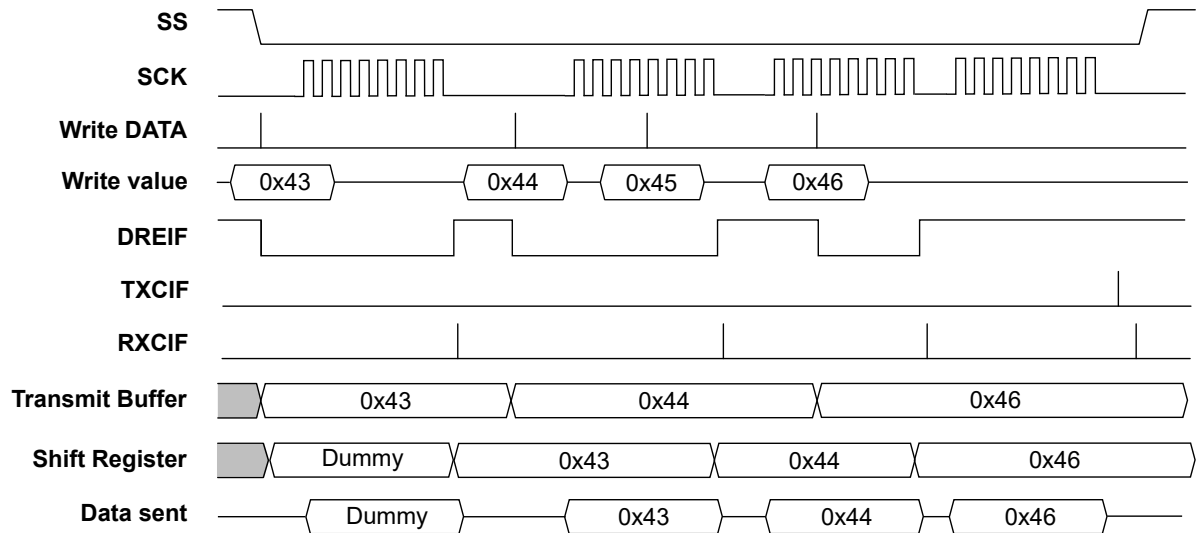 SS
SCK
Write DATA
Write value 0x43 0x44 0x45 0x46
DREIF
TXCIF
RXCIF
Transmit Buffer 0x43 0x44 0x46
Shift Register Dummy 0x43 0x44 0x46
Data sent Dummy 0x43 0x44 0x46